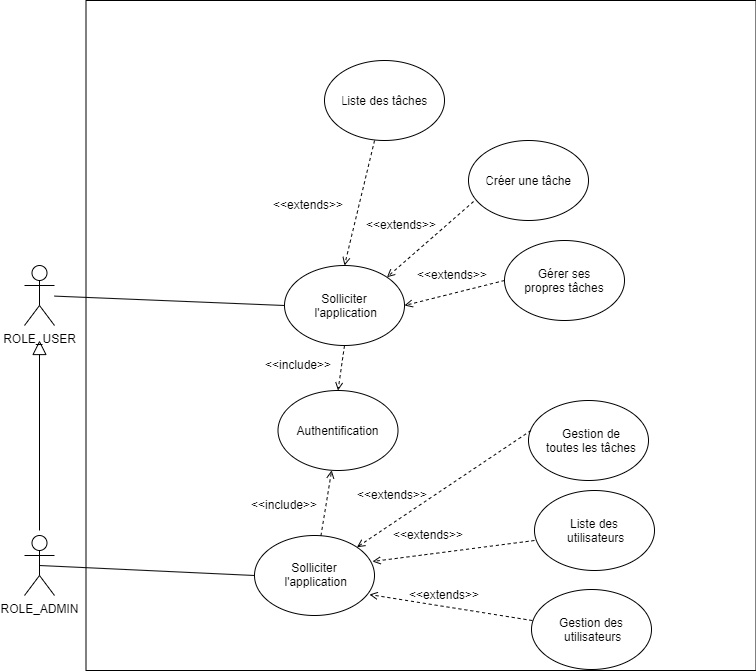 Liste des tâches
Créer une tâche
<<extends>>
<<extends>>
<<extends>>
Gérer ses
propres tâches
Solliciter
l'application
ROLE_USER
<<include>>
Authentification
Gestion de
toutes les tâches
<<extends>>
<<include>>
Liste des
utilisateurs
<<extends>>
Solliciter
l'application
<<extends>>
ROLE_ADMIN
Gestion des
utilisateurs